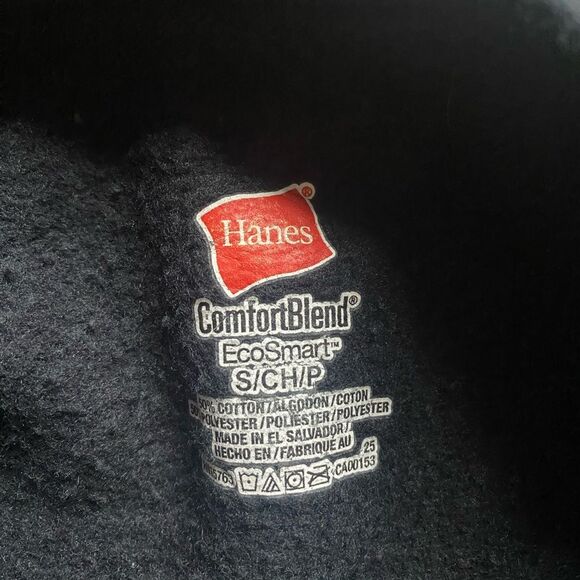 Hanes®
ComfortBlend®
EcoSmart™
S/CH/P
COTTON/ALGODON/COTON
POLYESTER/POLIESTER/POLYESTER
MADE IN EL SALVADOR/
HECHO EN/FABRIQUE AU
25
CA00153